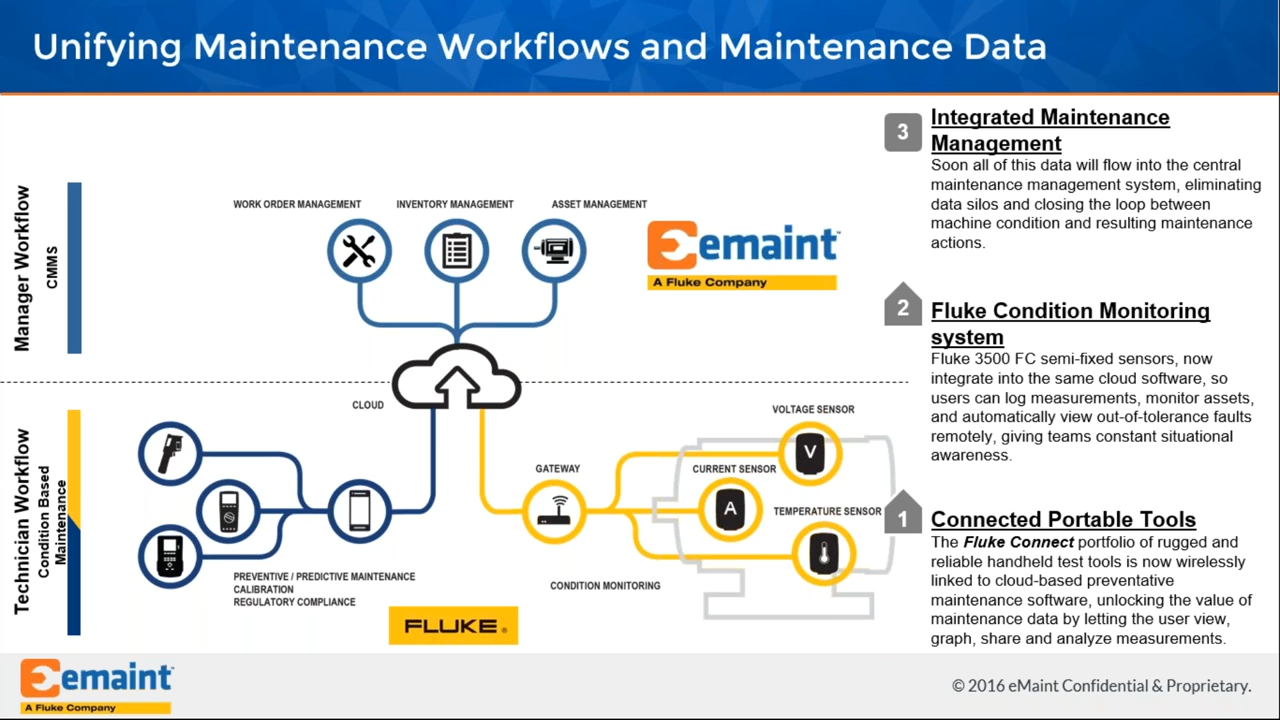 Unifying Maintenance Workflows and Maintenance Data
Manager Workflow
CMMS
WORK ORDER MANAGEMENT
INVENTORY MANAGEMENT
ASSET MANAGEMENT
emaint™
A Fluke Company
CLOUD
Technician Workflow
Condition Based
Maintenance
GATEWAY
VOLTAGE SENSOR
V
CURRENT SENSOR
A
TEMPERATURE SENSOR
PREVENTIVE / PREDICTIVE MAINTENANCE
CALIBRATION
REGULATORY COMPLIANCE
CONDITION MONITORING
FLUKE®
3
Integrated Maintenance
Management
Soon all of this data will flow into the central
maintenance management system, eliminating
data silos and closing the loop between
machine condition and resulting maintenance
actions.
2
Fluke Condition Monitoring
system
Fluke 3500 FC semi-fixed sensors, now
integrate into the same cloud software, so
users can log measurements, monitor assets,
and automatically view out-of-tolerance faults
remotely, giving teams constant situational
awareness.
1
Connected Portable Tools
The Fluke Connect portfolio of rugged and
reliable handheld test tools is now wirelessly
linked to cloud-based preventative
maintenance software, unlocking the value of
maintenance data by letting the user view,
graph, share and analyze measurements.
emaint™
A Fluke Company
© 2016 eMaint Confidential & Proprietary.